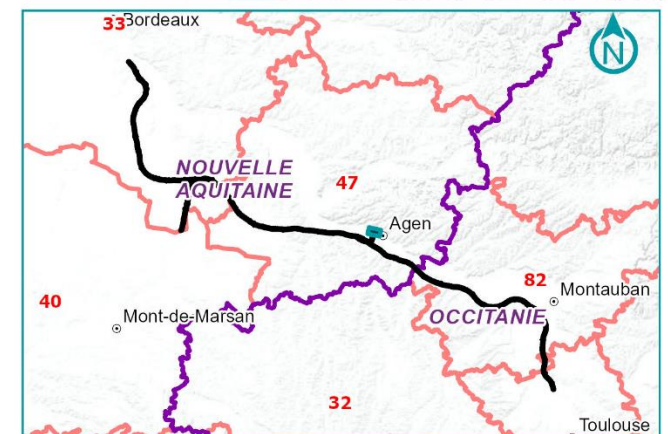 33
Bordeaux
N
NOUVELLE
AQUITAINE
47
Agen
82
Montauban
40
Mont-de-Marsan
OCCITANIE
32
Toulouse